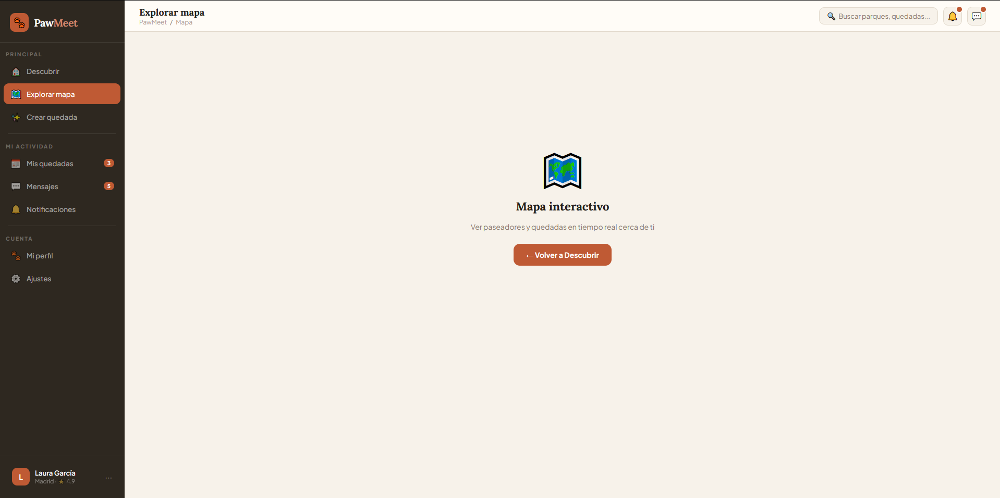 PawMeet
PRINCIPAL
Descubrir
Explorar mapa
Crear quedada
MI ACTIVIDAD
Mis quedadas 3
Mensajes 5
Notificaciones
CUENTA
Mi perfil
Ajustes
L
Laura García
Madrid · ★ 4.9
...
Explorar mapa
PawMeet / Mapa
Buscar parques, quedadas...
Mapa interactivo
Ver paseadores y quedadas en tiempo real cerca de ti
← Volver a Descubrir